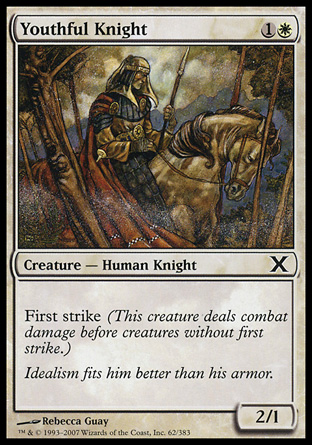 Youthful Knight 1
Creature — Human Knight X
First strike (This creature deals combat
damage before creatures without first
strike.)
Idealism fits him better than his armor.
Rebecca Guay
™ & © 1993–2007 Wizards of the Coast, Inc. 62/383
2/1